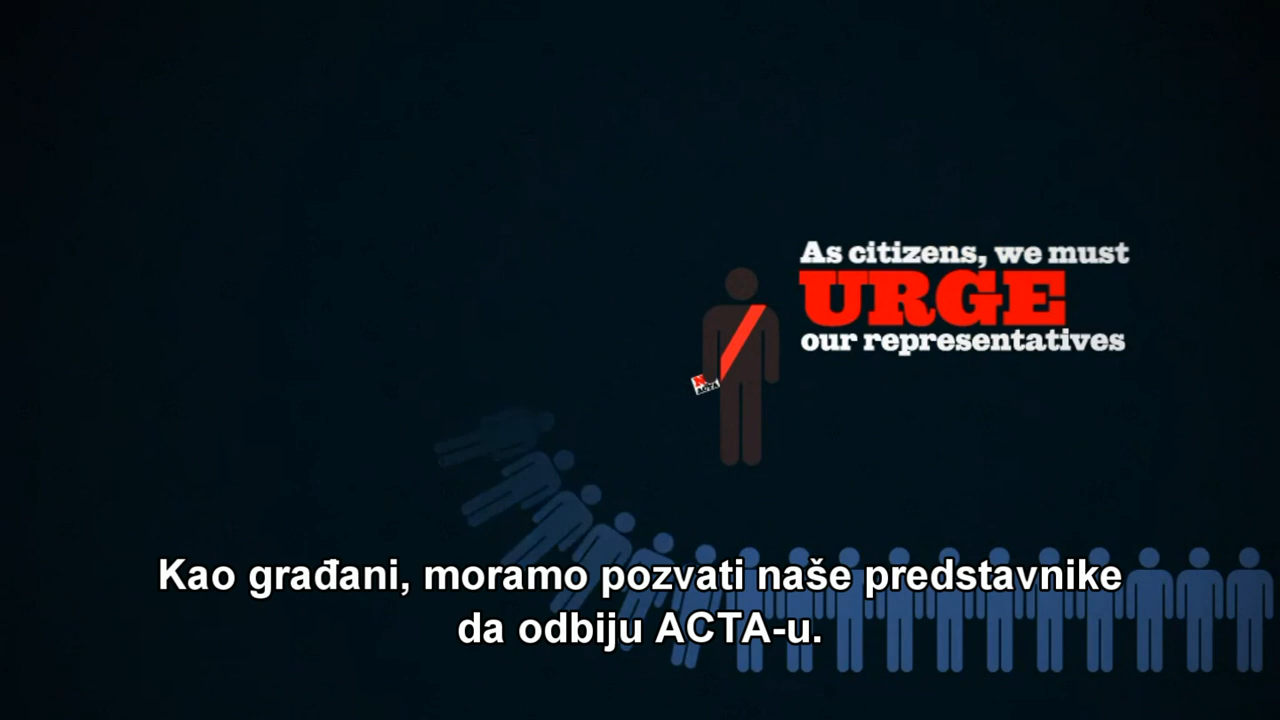 As citizens, we must
URGE
our representatives
ACTA
Kao građani, moramo pozvati naše predstavnike
da odbiju ACTA-u.